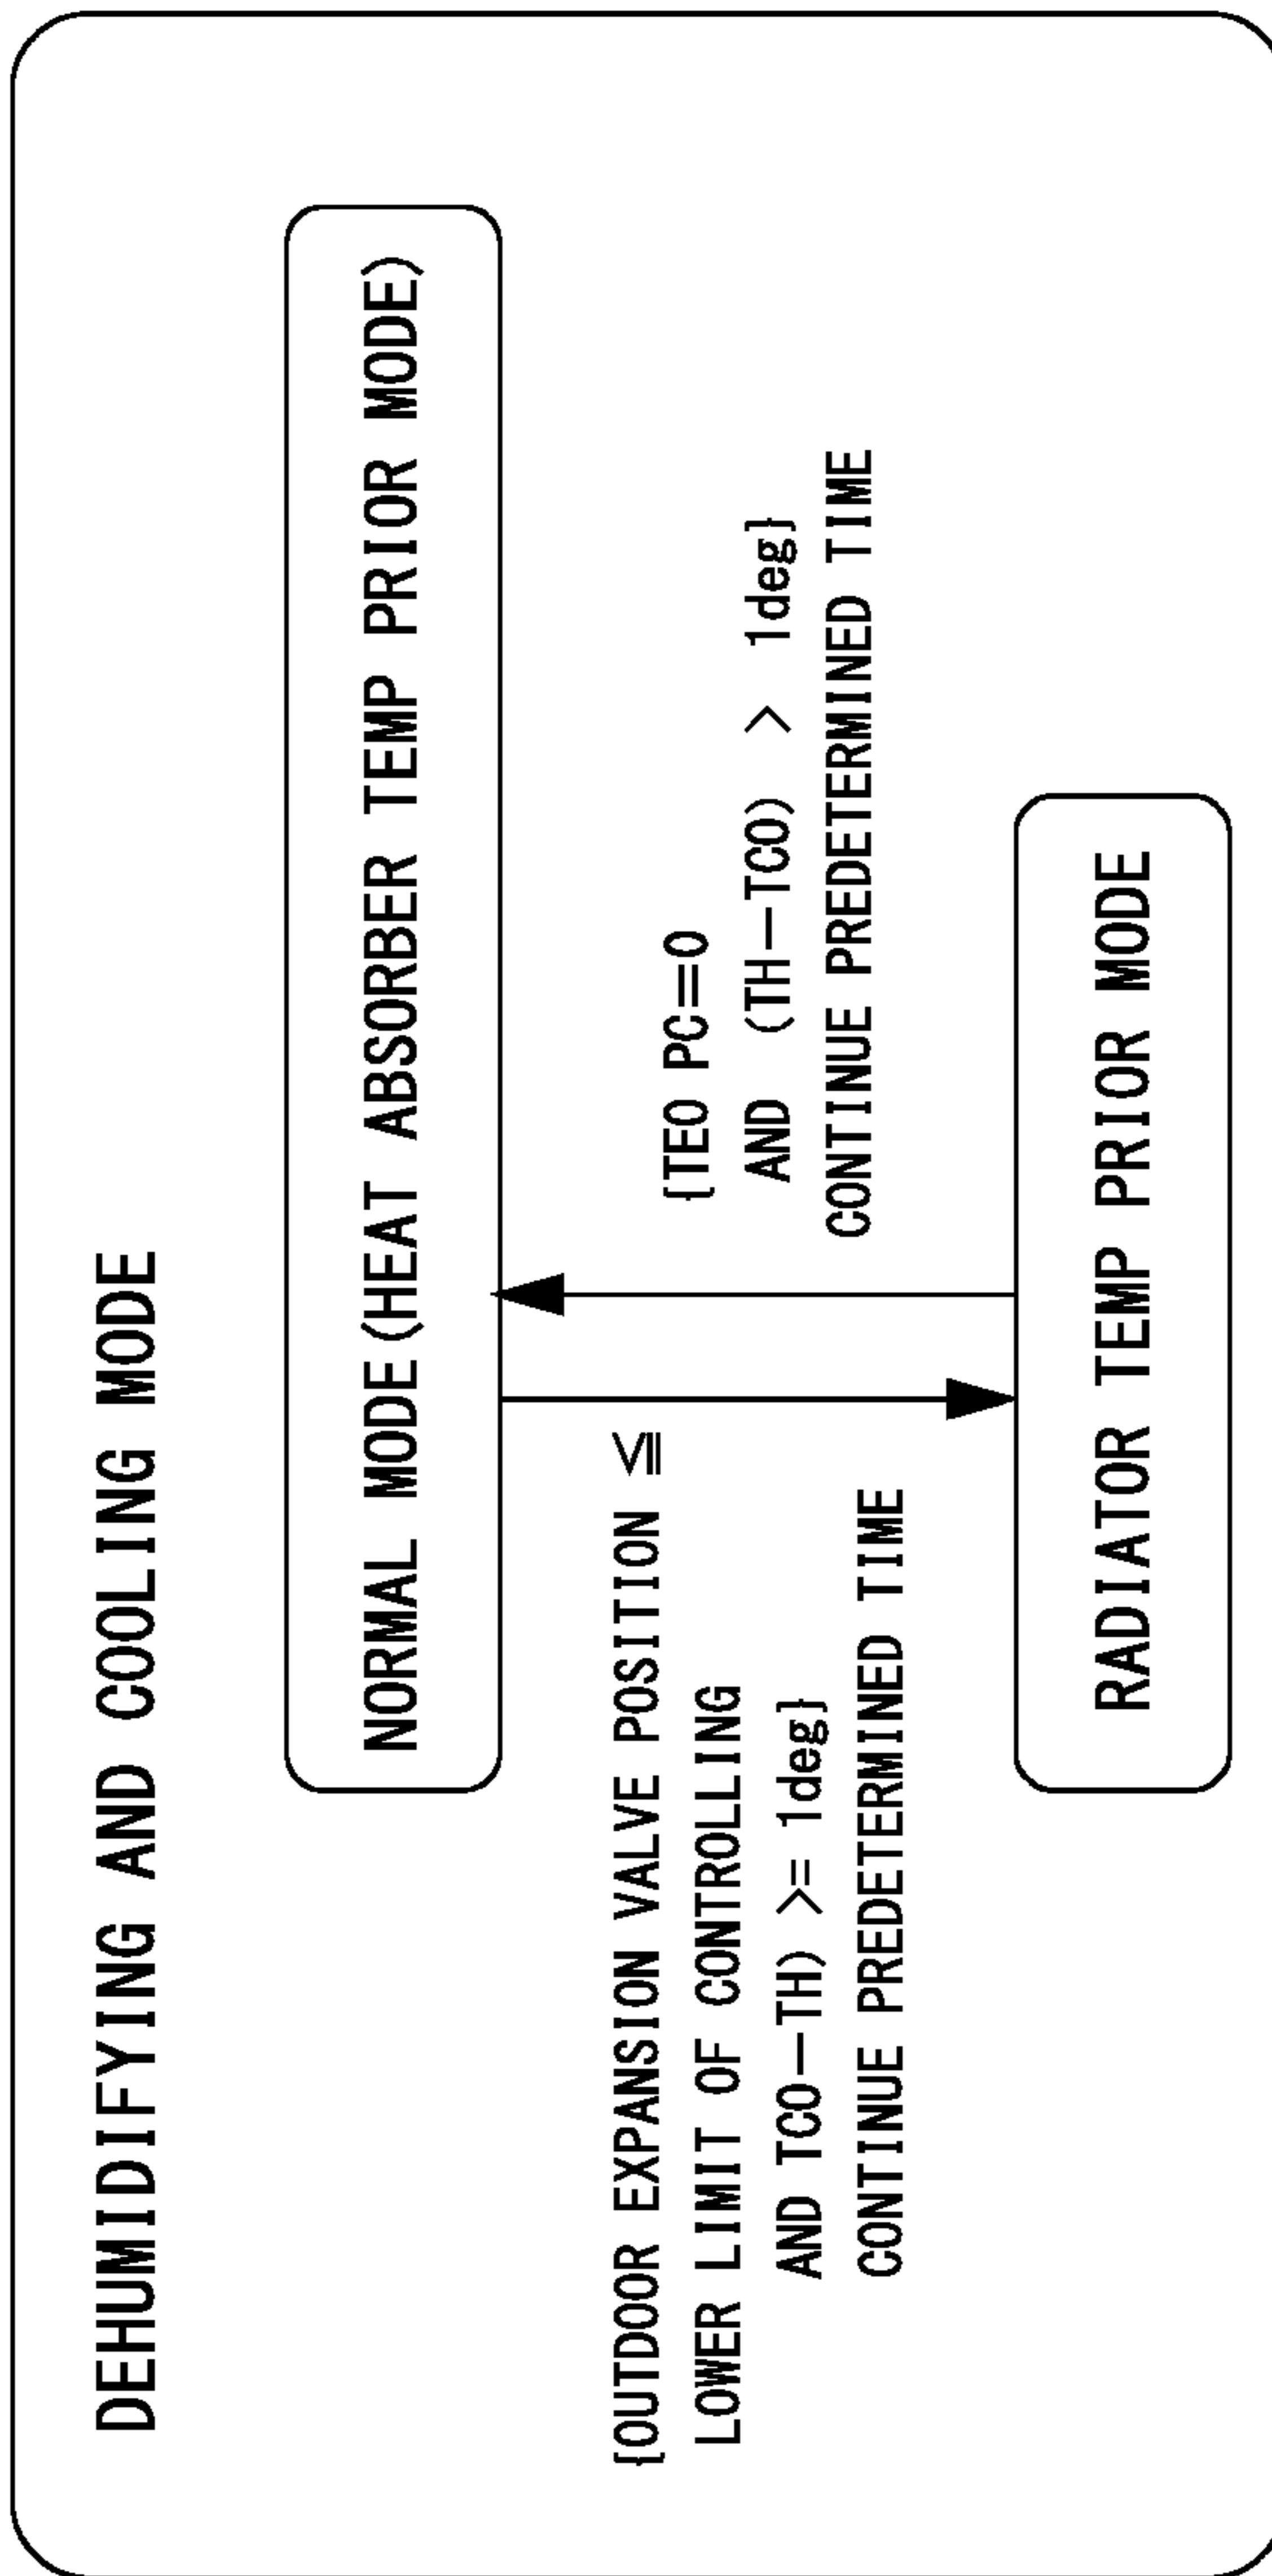 DEHUMIDIFYING AND COOLING MODE
NORMAL MODE(HEAT ABSORBER TEMP PRIOR MODE)
{OUTDOOR EXPANSION VALVE POSITION ≦
LOWER LIMIT OF CONTROLLING
AND TCO—TH) >= 1deg}
CONTINUE PREDETERMINED TIME
{TEO PC==0
AND (TH—TCO) > 1deg}
CONTINUE PREDETERMINED TIME
RADIATOR TEMP PRIOR MODE